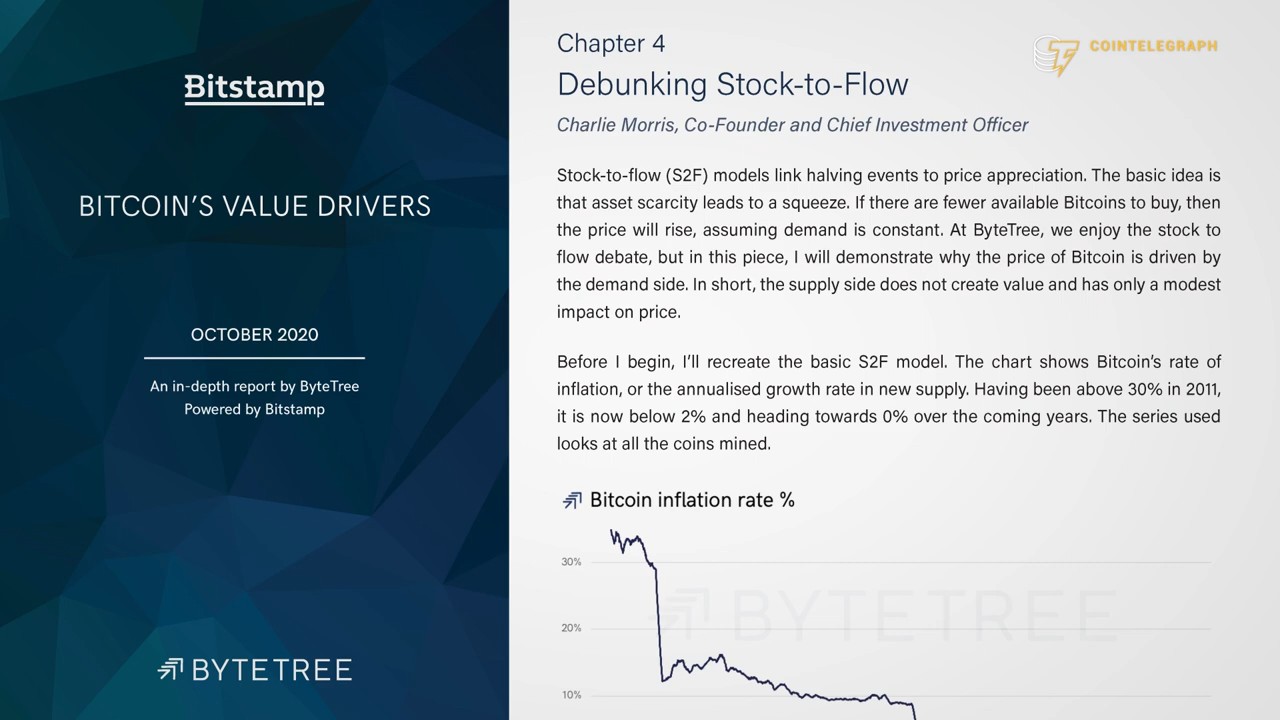 Bitstamp
BITCOIN'S VALUE DRIVERS
OCTOBER 2020
An in-depth report by ByteTree
Powered by Bitstamp
BYTETREE
COINTELEGRAPH
Chapter 4
Debunking Stock-to-Flow
Charlie Morris, Co-Founder and Chief Investment Officer
Stock-to-flow (S2F) models link halving events to price appreciation. The basic idea is
that asset scarcity leads to a squeeze. If there are fewer available Bitcoins to buy, then
the price will rise, assuming demand is constant. At ByteTree, we enjoy the stock to
flow debate, but in this piece, I will demonstrate why the price of Bitcoin is driven by
the demand side. In short, the supply side does not create value and has only a modest
impact on price.
Before I begin, I'll recreate the basic S2F model. The chart shows Bitcoin's rate of
inflation, or the annualised growth rate in new supply. Having been above 30% in 2011,
it is now below 2% and heading towards 0% over the coming years. The series used
looks at all the coins mined.
Bitcoin inflation rate %
30%
BYTETREE
20%
10%